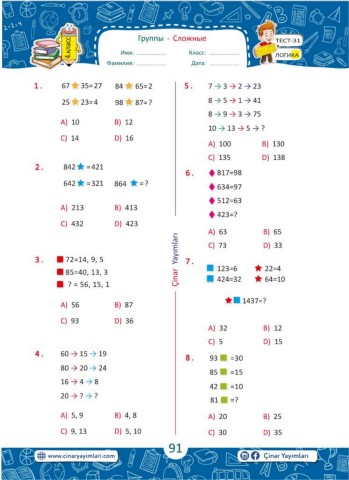 Группы - Сложные
Имя:
Класс:
Фамилия:
Дата:
4.класс
ТЕСТ-31
ЛОГИКА
1. 67 ★ 35=27 84 ★ 65=2
25 ★ 23=4 98 ★ 87=?
A) 10 B) 12
C) 14 D) 16
2. 842 ★ =421
642 ★ =321 864 ★ =?
A) 213 B) 413
C) 432 D) 423
3. ■ 72=14, 9, 5
■ 85=40, 13, 3
■ ? = 56, 15, 1
A) 56 B) 87
C) 93 D) 36
4. 60 → 15 → 19
80 → 20 → 24
16 → 4 → 8
20 → ? → ?
A) 5, 9 B) 4, 8
C) 9, 13 D) 5, 10
Çınar Yayımları
5. 7 → 3 → 2 → 23
8 → 5 → 1 → 41
8 → 9 → 3 → 75
10 → 13 → 5 → ?
A) 100 B) 130
C) 135 D) 138
6. ♦ 817=98
♦ 634=97
♦ 512=63
♦ 423=?
A) 63 B) 65
C) 73 D) 33
7. ■ 123=6 ★ 22=4
■ 424=32 ★ 64=10
★ ■ 1437=?
A) 32 B) 12
C) 5 D) 15
8. 93 ■ =30
85 ■ =15
42 ■ =10
81 ■ =?
A) 20 B) 25
C) 30 D) 35
91
www.cinaryayimlari.com
Çınar Yayımları